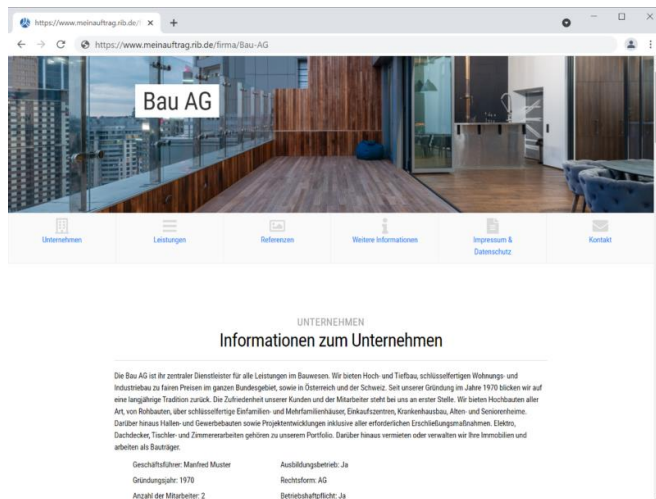 https://www.meinauftrag.rib.de/f
https://www.meinauftrag.rib.de/firma/Bau-AG
Bau AG
Unternehmen
Leistungen
Referenzen
Weitere Informationen
Impressum &
Datenschutz
Kontakt
UNTERNEHMEN
Informationen zum Unternehmen
Die Bau AG ist ihr zentraler Dienstleister für alle Leistungen im Bauwesen. Wir bieten Hoch- und Tiefbau, schlüsselfertigen Wohnungs- und
Industriebau zu fairen Preisen im ganzen Bundesgebiet, sowie in Österreich und der Schweiz. Seit unserer Gründung im Jahre 1970 blicken wir auf
eine langjährige Tradition zurück. Die Zufriedenheit unserer Kunden und der Mitarbeiter steht bei uns an erster Stelle. Wir bieten Hochbauten aller
Art, von Rohbauten, über schlüsselfertige Einfamilien- und Mehrfamilienhäuser, Einkaufszentren, Krankenhausbau, Alten- und Seniorenheime.
Darüber hinaus Hallen- und Gewerbebauten sowie Projektentwicklungen inklusive aller erforderlichen Erschließungsmaßnahmen. Elektro,
Dachdecker, Tischler- und Zimmererarbeiten gehören zu unserem Portfolio. Darüber hinaus vermieten oder verwalten wir Ihre Immobilien und
arbeiten als Bauträger.
Geschäftsführer: Manfred Muster
Ausbildungsbetrieb: Ja
Gründungsjahr: 1970
Rechtsform: AG
Anzahl der Mitarbeiter: 2
Betriebshaftpflicht: Ja